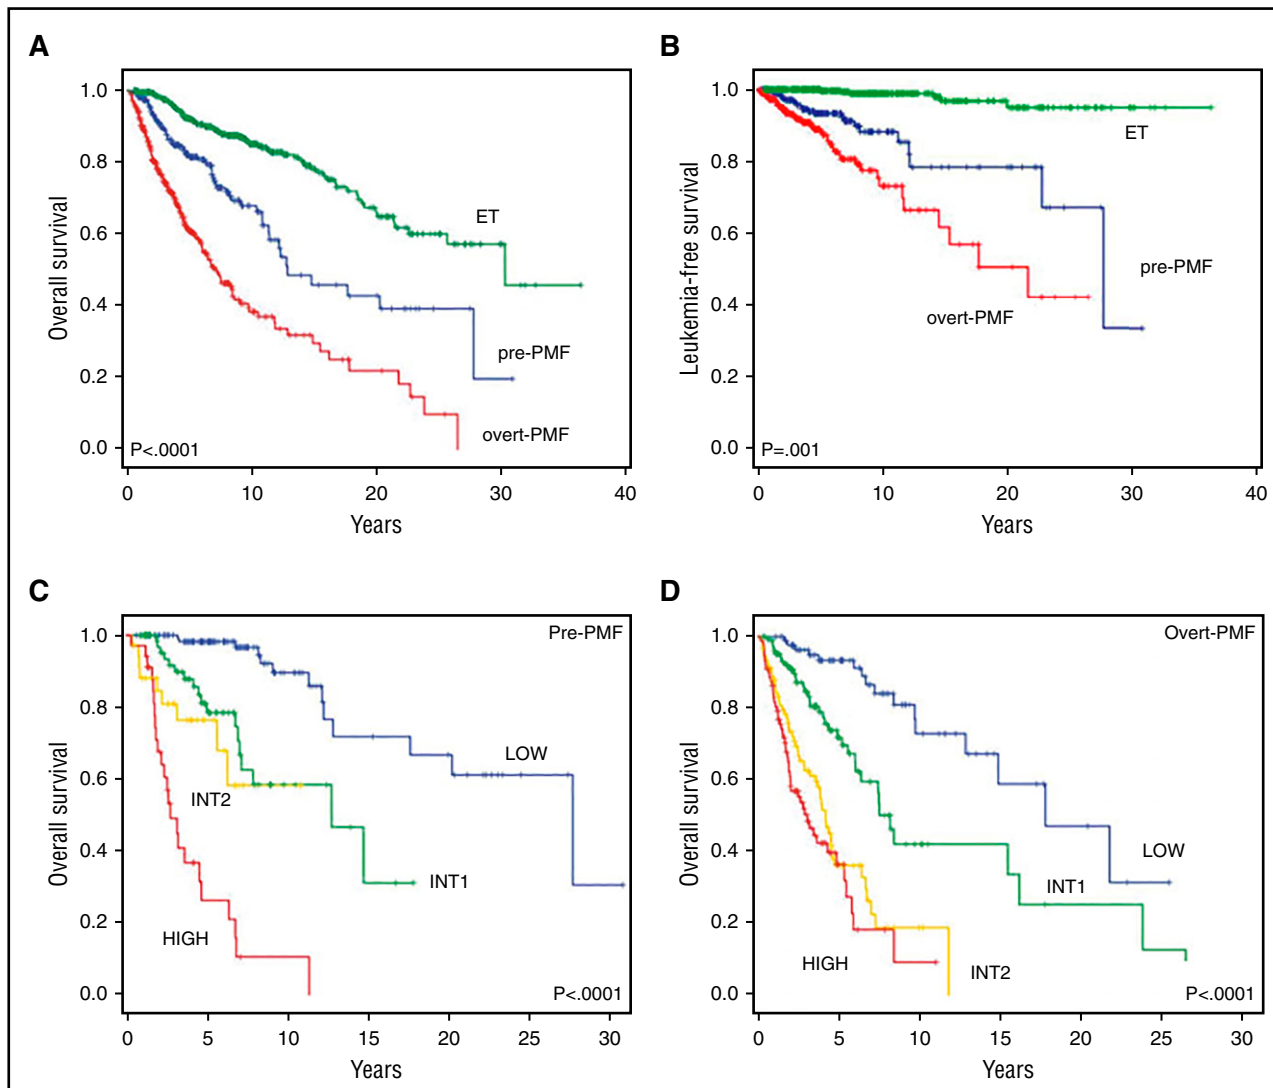 A
Overall survival
1.0
0.8
0.6
0.4
0.2
0.0
ET
pre-PMF
overt-PMF
P<.0001
0 10 20 30 40
Years
B
Leukemia-free survival
1.0
0.8
0.6
0.4
0.2
0.0
ET
pre-PMF
overt-PMF
P=.001
0 10 20 30 40
Years
C
Overall survival
1.0
0.8
0.6
0.4
0.2
0.0
Pre-PMF
LOW
INT2
INT1
HIGH
P<.0001
0 5 10 15 20 25 30
Years
D
Overall survival
1.0
0.8
0.6
0.4
0.2
0.0
Overt-PMF
LOW
INT1
HIGH
INT2
P<.0001
0 5 10 15 20 25 30
Years